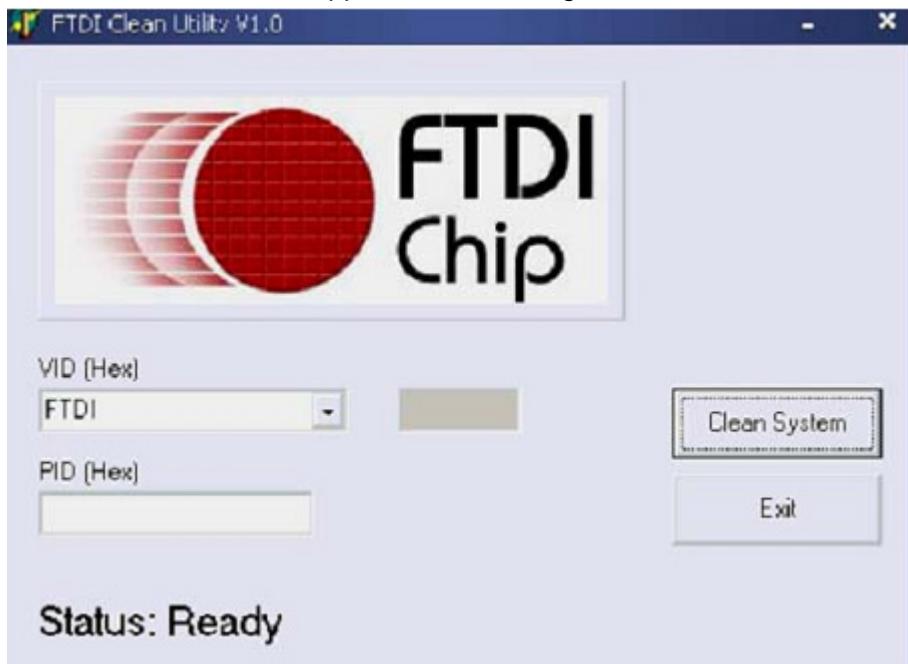 FTDI Clean Utility V1.0
FTDI
Chip
VID (Hex)
FTDI
Clean System
PID (Hex)
Exit
Status: Ready